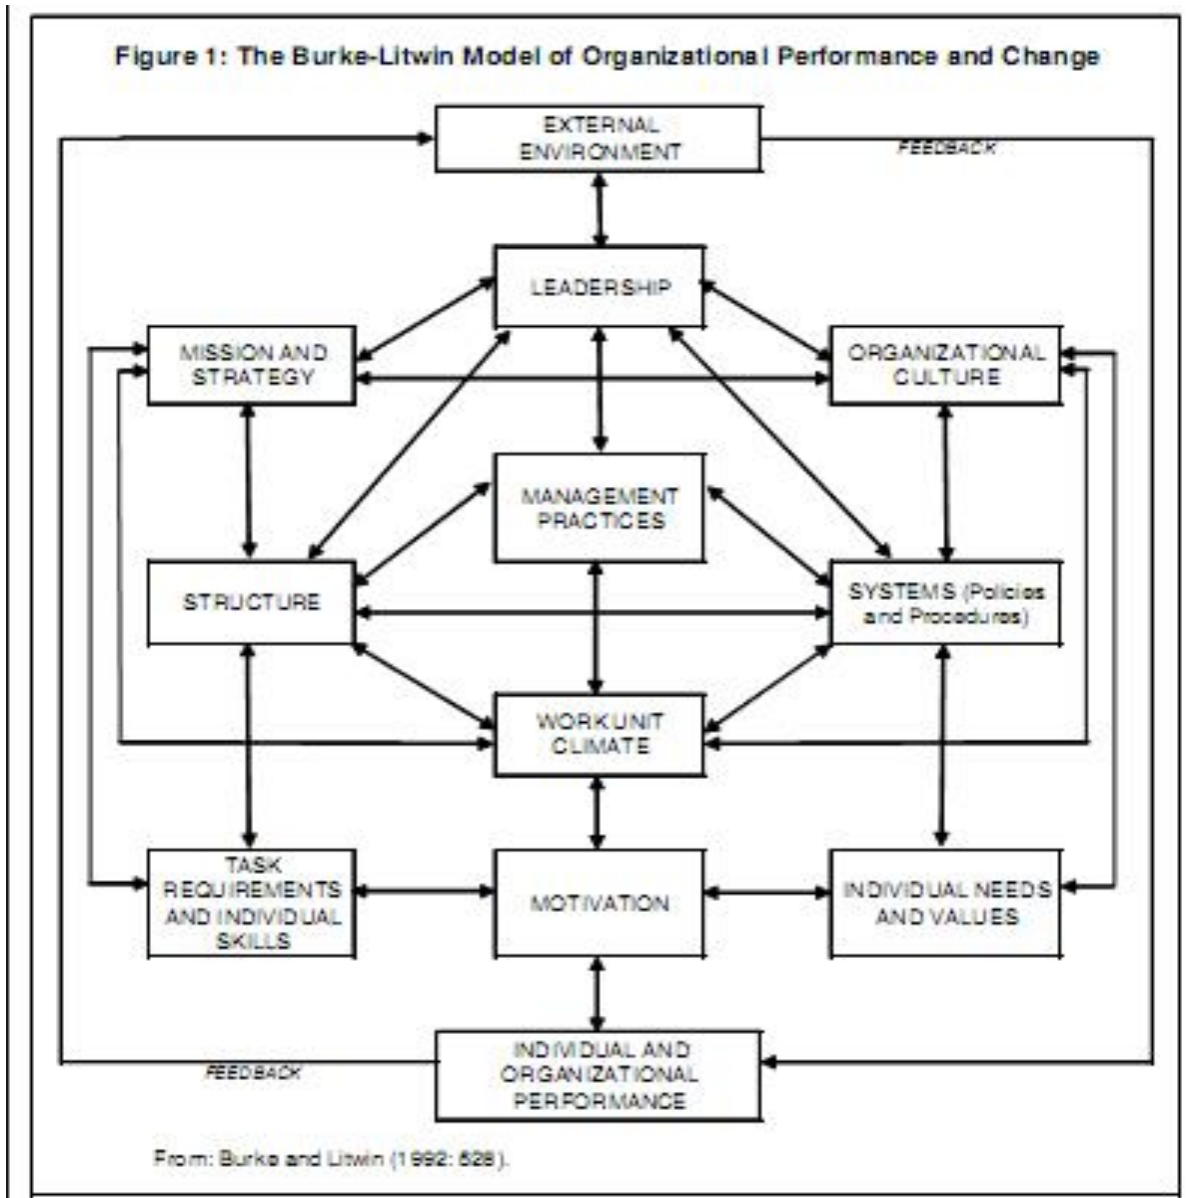 Figure 1: The Burke-Litwin Model of Organizational Performance and Change
EXTERNAL
ENVIRONMENT
FEEDBACK
LEADERSHIP
MISSION AND
STRATEGY
ORGANIZATIONAL
CULTURE
MANAGEMENT
PRACTICES
STRUCTURE
SYSTEMS (Policies
and Procedures)
WORK UNIT
CLIMATE
TASK
REQUIREMENTS
AND INDIVIDUAL
SKILLS
MOTIVATION
INDIVIDUAL NEEDS
AND VALUES
FEEDBACK
INDIVIDUAL AND
ORGANIZATIONAL
PERFORMANCE
From: Burke and Litwin (1992: 528).